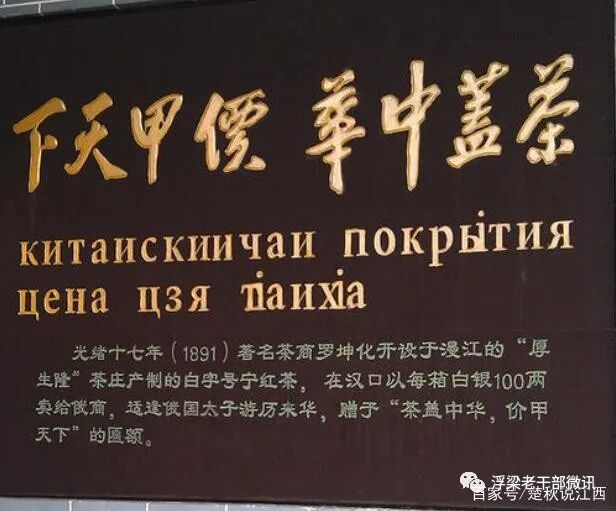 茶蓋中華 價甲天下
китаискиичаи покрытия
цена цзя tiaиxia
光绪十七年（1891）著名茶商罗坤化开设于漫江的“厚
生隆”茶庄产制的白字号宁红茶，在汉口以每箱白银100两
卖给俄商，适逢俄国太子游历来华，赠于“茶盖中华，价甲
天下”的匾额。
浮梁老干部微讯
百家号/楚秋说江西